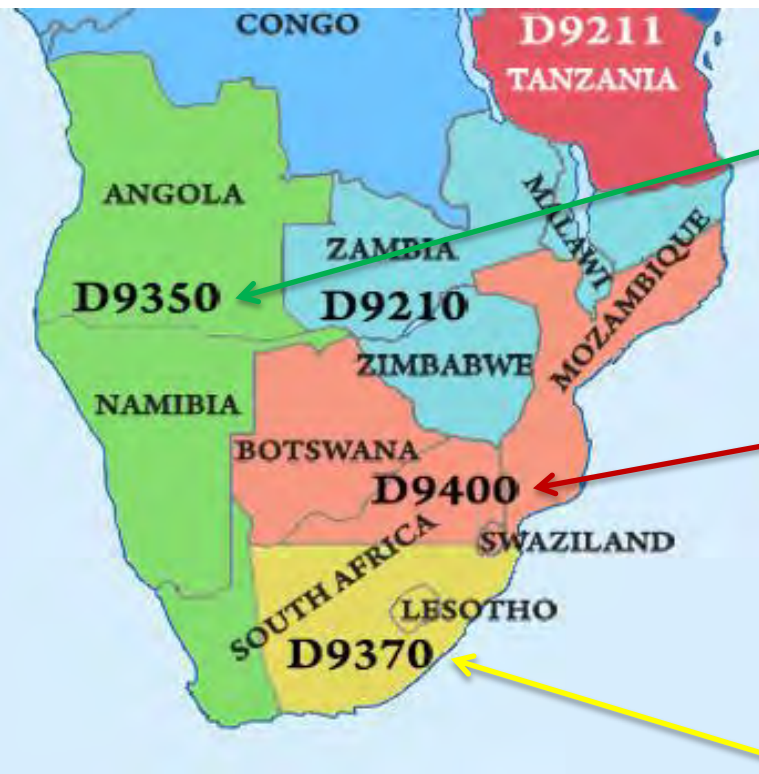 CONGO
D9211
TANZANIA
ANGOLA
MALAWI
ZAMBIA
MOZAMBIQUE
D9350
D9210
ZIMBABWE
NAMIBIA
BOTSWANA
D9400
SWAZILAND
SOUTH AFRICA
LESOTHO
D9370